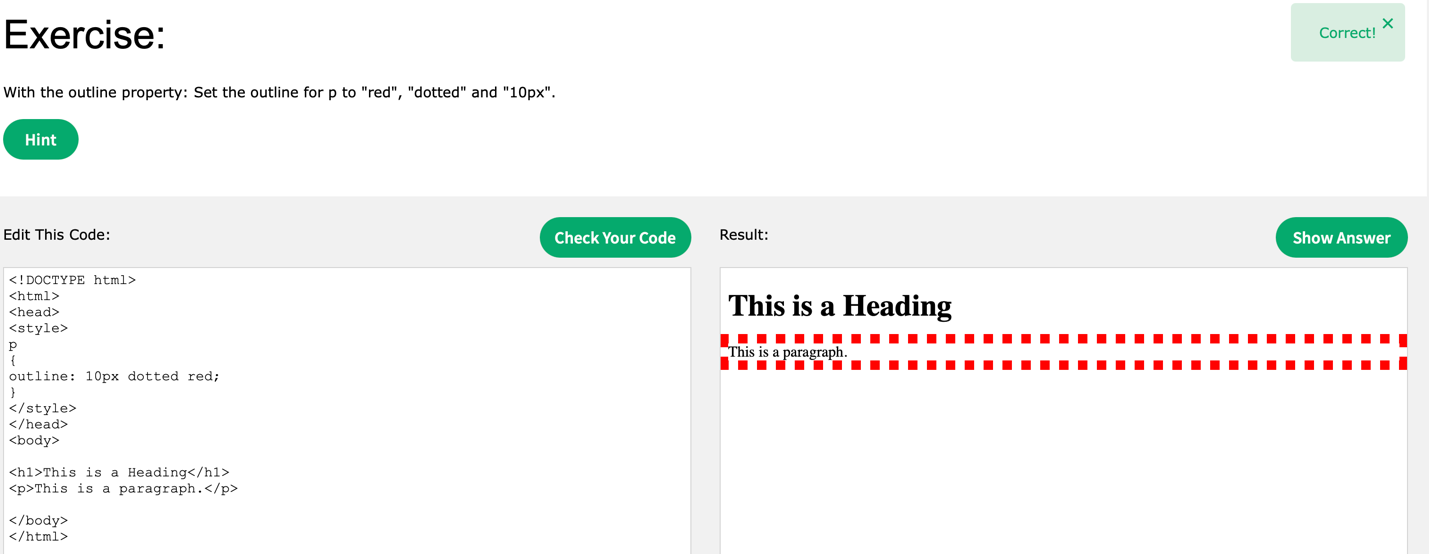 Exercise:
Correct! ×
With the outline property: Set the outline for p to "red", "dotted" and "10px".
Hint
Edit This Code:
Check Your Code
<!DOCTYPE html>
<html>
<head>
<style>
p
{
outline: 10px dotted red;
}
</style>
</head>
<body>
<h1>This is a Heading</h1>
<p>This is a paragraph.</p>
</body>
</html>
Result:
Show Answer
This is a Heading
This is a paragraph.